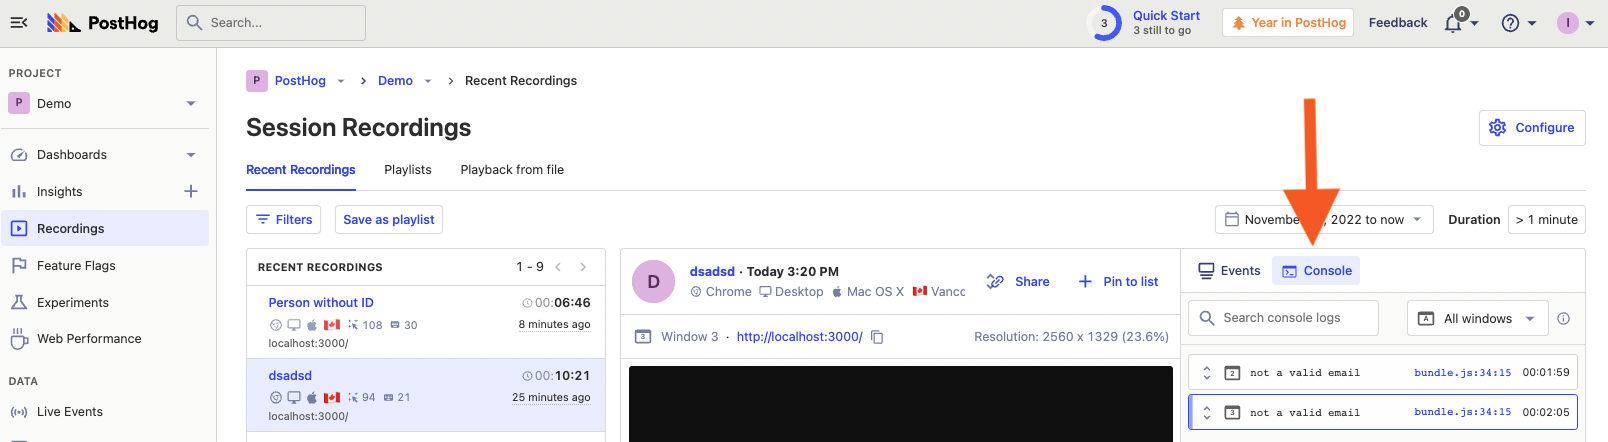 PostHog
Search...
3
Quick Start
3 still to go
Year in PostHog
Feedback
0
I
PROJECT
P Demo
Dashboards
Insights
Recordings
Feature Flags
Experiments
Web Performance
DATA
Live Events
P PostHog > Demo > Recent Recordings
Session Recordings
Configure
Recent Recordings Playlists Playback from file
Filters Save as playlist
November , 2022 to now Duration > 1 minute
RECENT RECORDINGS 1 - 9
Person without ID 00:06:46
108 30 8 minutes ago
localhost:3000/
dsadsd 00:10:21
94 21 25 minutes ago
localhost:3000/
D
dsadsd · Today 3:20 PM
Chrome Desktop Mac OS X Vancc
Share Pin to list
3 Window 3 · http://localhost:3000/ Resolution: 2560 x 1329 (23.6%)
Events Console
Search console logs A All windows
2 not a valid email bundle.js:34:15 00:01:59
3 not a valid email bundle.js:34:15 00:02:05